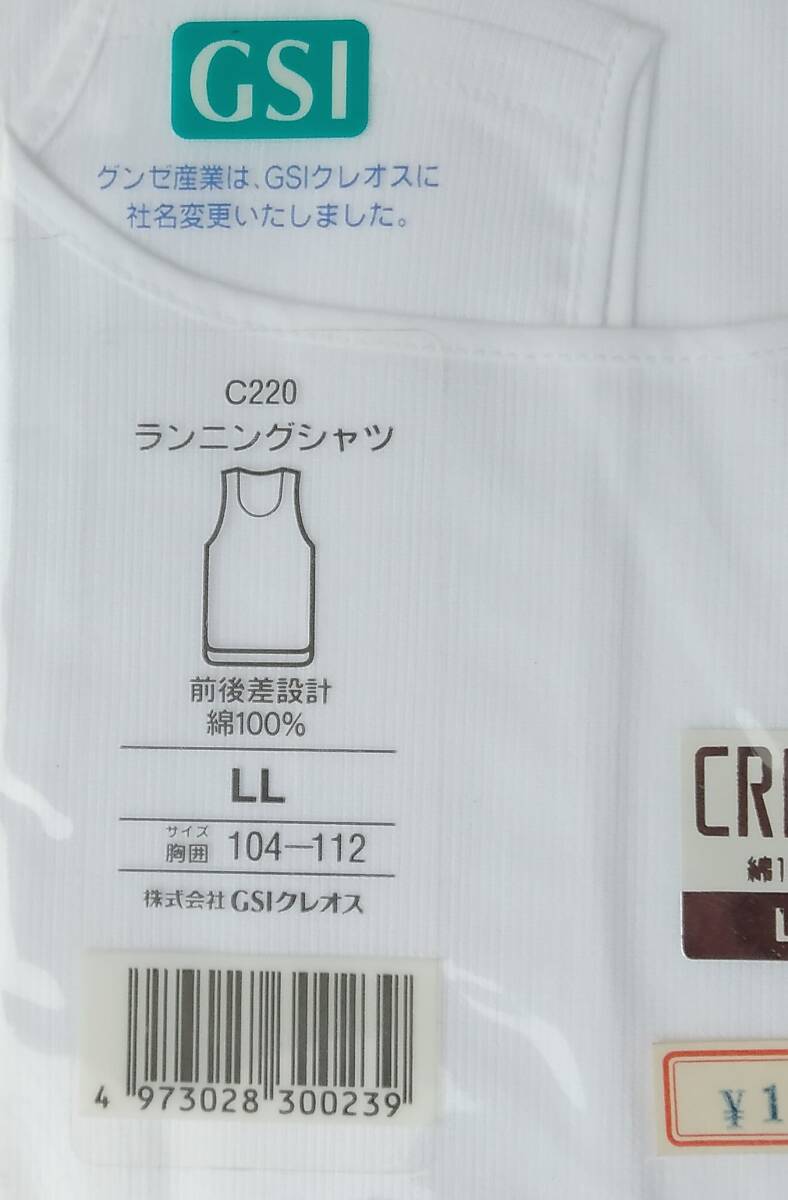 GSI
グンゼ産業は、GSIクレオスに
社名変更いたしました。
C220
ランニングシャツ
前後差設計
綿100%
LL
サイズ
胸囲 104—112
株式会社 GSIクレオス
4 973028 300239
CR
綿1
L
¥1